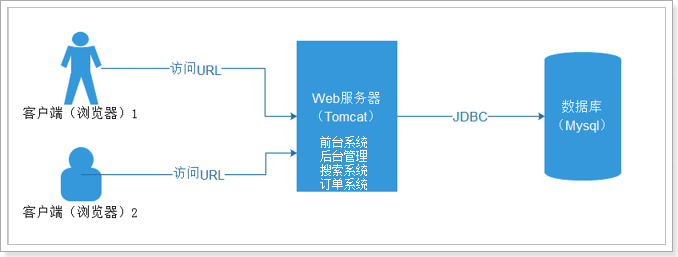 访问URL
客户端（浏览器）1
Web服务器
（Tomcat）
前台系统
后台管理
搜索系统
订单系统
JDBC
数据库
（Mysql）
访问URL
客户端（浏览器）2